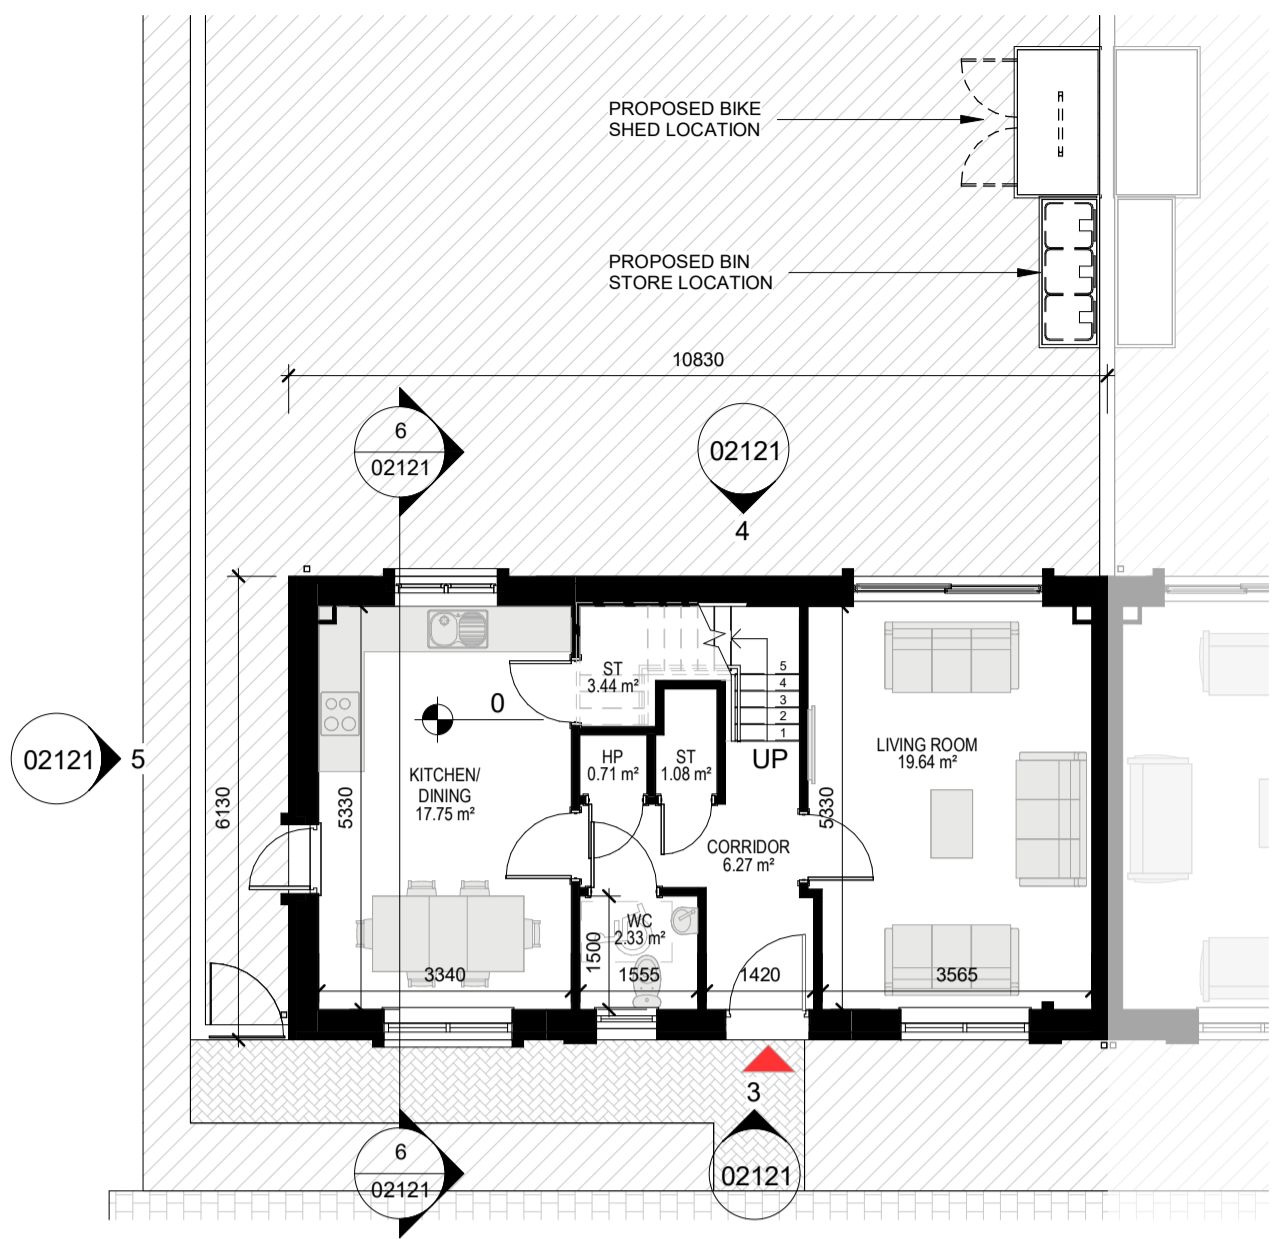 PROPOSED BIKE
SHED LOCATION
PROPOSED BIN
STORE LOCATION
10830
6
02121
02121
4
ST
3.44 m²
5
4
3
2
1
UP
0
HP
0.71 m²
ST
1.08 m²
LIVING ROOM
19.64 m²
02121
5
KITCHEN/
DINING
17.75 m²
6130
5330
5330
CORRIDOR
6.27 m²
WC
2.33 m²
1500
3340
1555
1420
3565
3
02121
6
02121